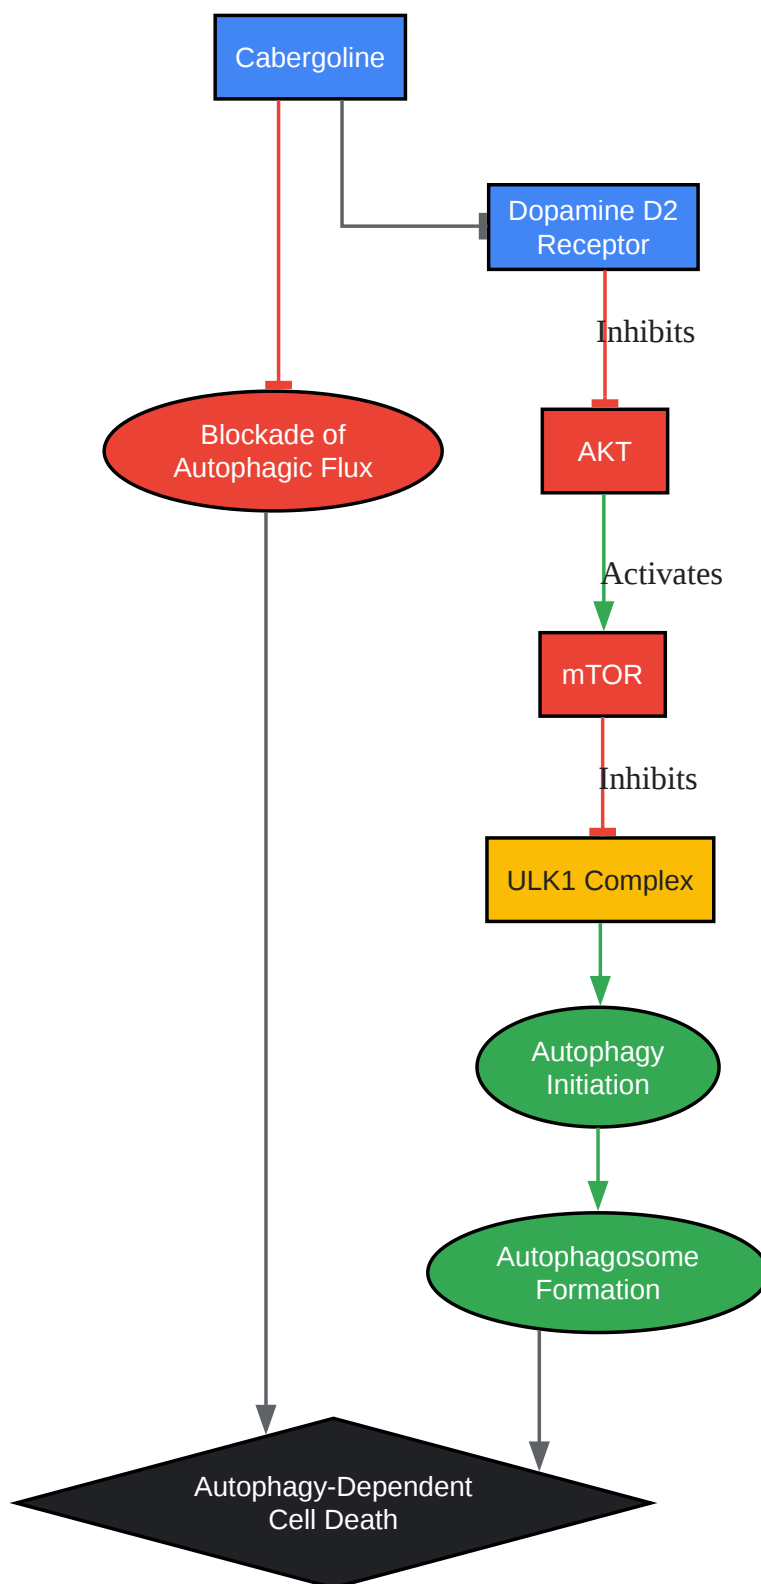 Cabergoline
Dopamine D2
Receptor
Inhibits
Blockade of
Autophagic Flux
AKT
Activates
mTOR
Inhibits
ULK1 Complex
Autophagy
Initiation
Autophagosome
Formation
Autophagy-Dependent
Cell Death